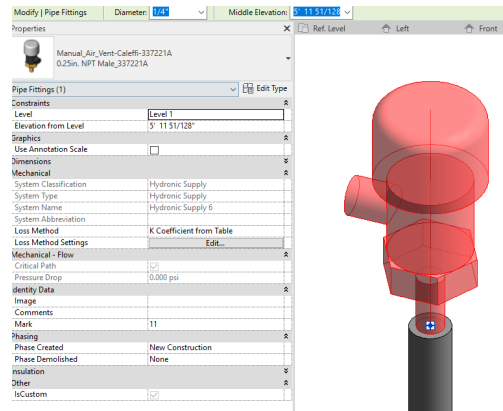 Modify | Pipe Fittings Diameter: 1/4" Middle Elevation: 5' 11 51/128
Properties
Ref. Level Left Front
Manual_Air_Vent-Caleffi-337221A
0.25in. NPT Male_337221A
Pipe Fittings (1) Edit Type
Constraints
Level Level 1
Elevation from Level 5' 11 51/128"
Graphics
Use Annotation Scale
Dimensions
Mechanical
System Classification Hydronic Supply
System Type Hydronic Supply
System Name Hydronic Supply 6
System Abbreviation
Loss Method K Coefficient from Table
Loss Method Settings Edit...
Mechanical - Flow
Critical Path
Pressure Drop 0.000 psi
Identity Data
Image
Comments
Mark 11
Phasing
Phase Created New Construction
Phase Demolished None
Insulation
Other
IsCustom